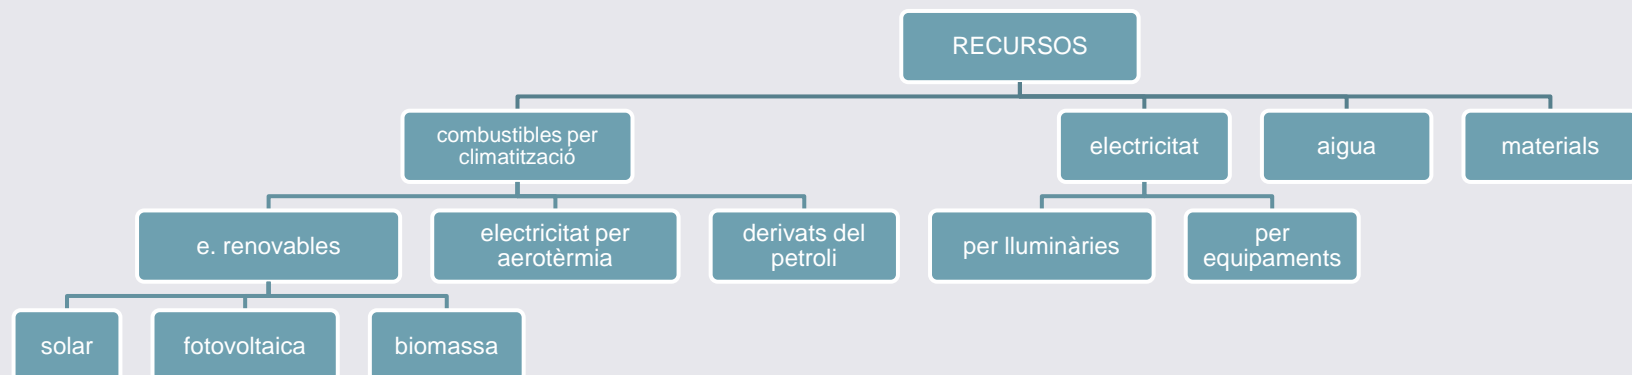 RECURSOS
combustibles per
climatització
electricitat
aigua
materials
e. renovables
electricitat per
aerotèrmia
derivats del
petroli
per lluminàries
per
equipaments
solar
fotovoltaica
biomassa